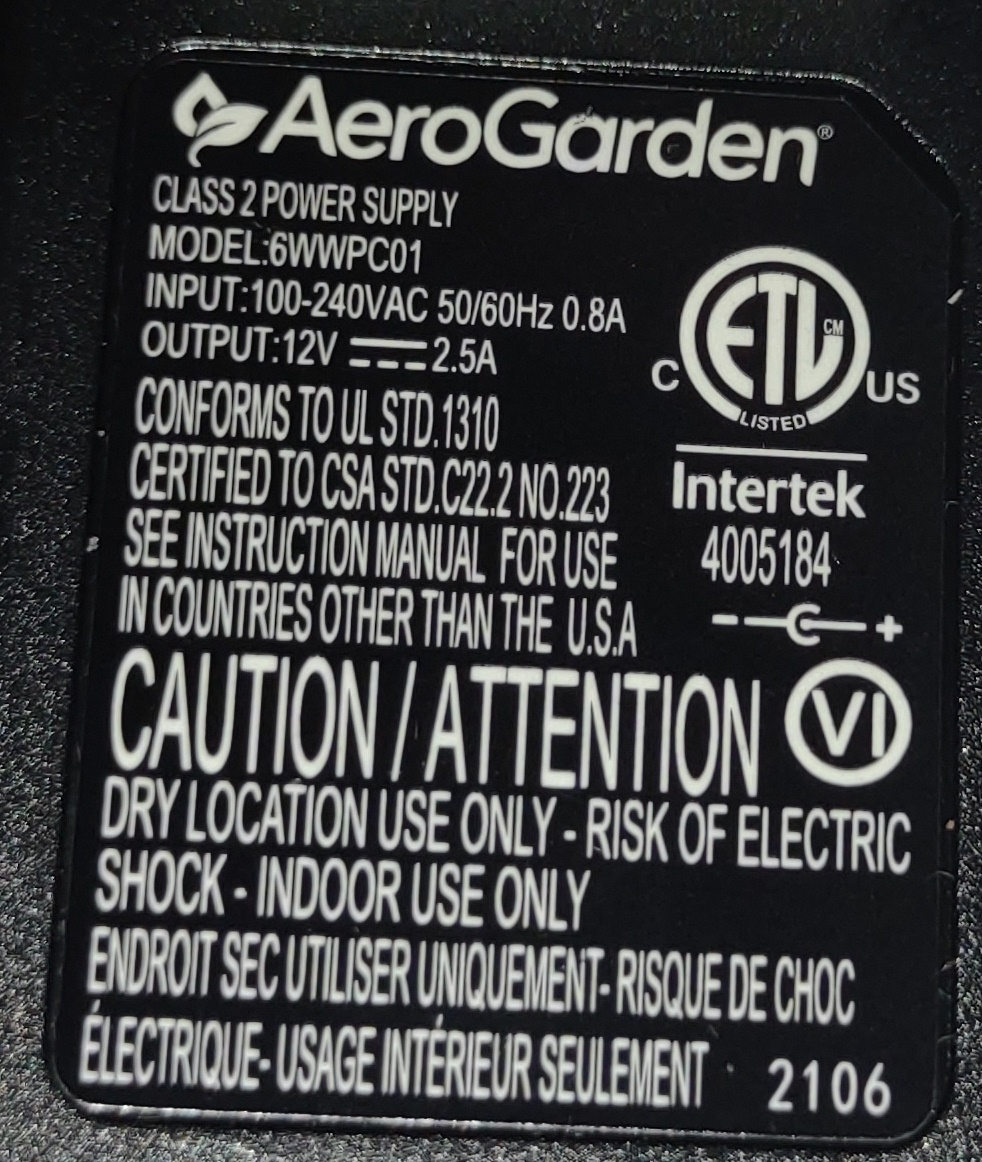 AeroGarden®
CLASS 2 POWER SUPPLY
MODEL:6WWPC01
INPUT:100-240VAC 50/60Hz 0.8A
OUTPUT:12V ⎓ 2.5A
CONFORMS TO UL STD.1310
CERTIFIED TO CSA STD.C22.2 NO.223
SEE INSTRUCTION MANUAL FOR USE
IN COUNTRIES OTHER THAN THE U.S.A
C ETL CM US
LISTED
Intertek
4005184
- +
VI
CAUTION / ATTENTION
DRY LOCATION USE ONLY - RISK OF ELECTRIC
SHOCK - INDOOR USE ONLY
ENDROIT SEC UTILISER UNIQUEMENT- RISQUE DE CHOC
ÉLECTRIQUE- USAGE INTÉRIEUR SEULEMENT
2106